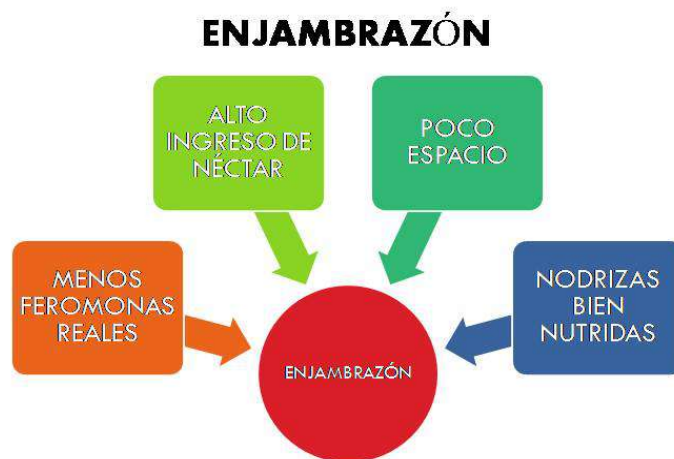 ENJAMBRAZÓN
ALTO
INGRESO DE
NÉCTAR
POCO
ESPACIO
MENOS
FEROMONAS
REALES
NODRIZAS
BIEN
NUTRIDAS
ENJAMBRAZÓN